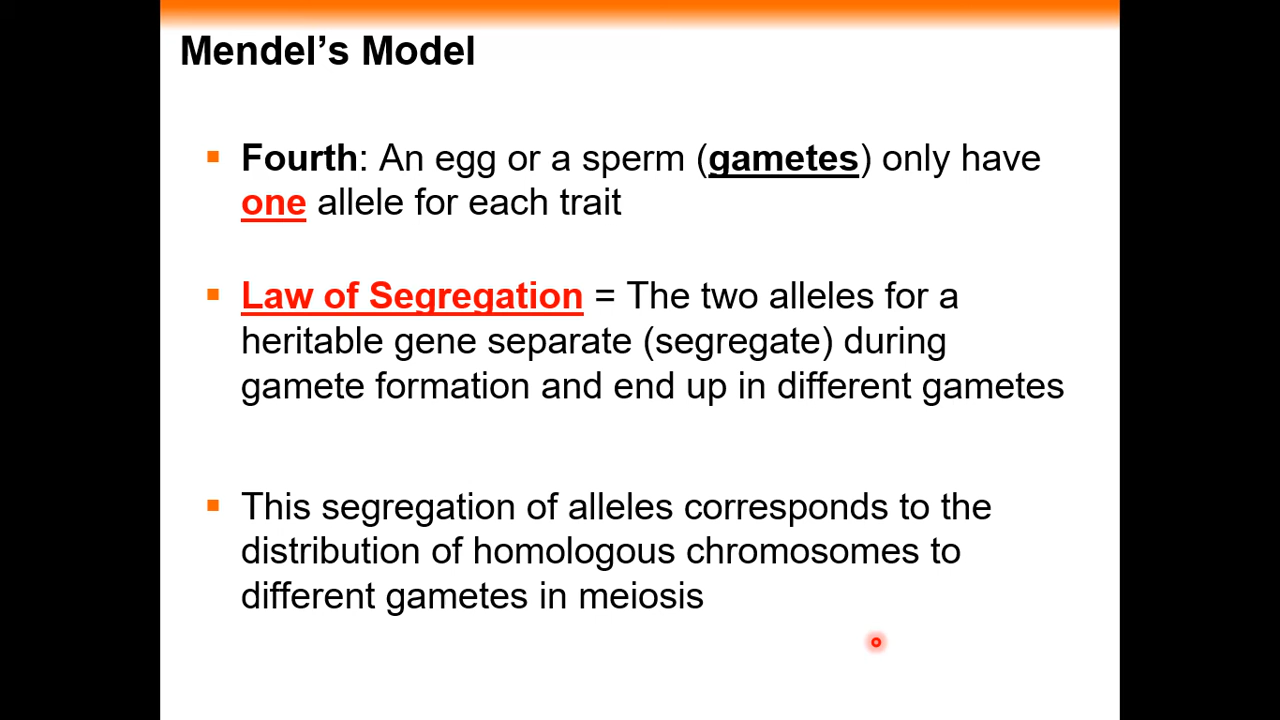 Mendel’s Model
Fourth: An egg or a sperm (gametes) only have
one allele for each trait
Law of Segregation = The two alleles for a
heritable gene separate (segregate) during
gamete formation and end up in different gametes
This segregation of alleles corresponds to the
distribution of homologous chromosomes to
different gametes in meiosis